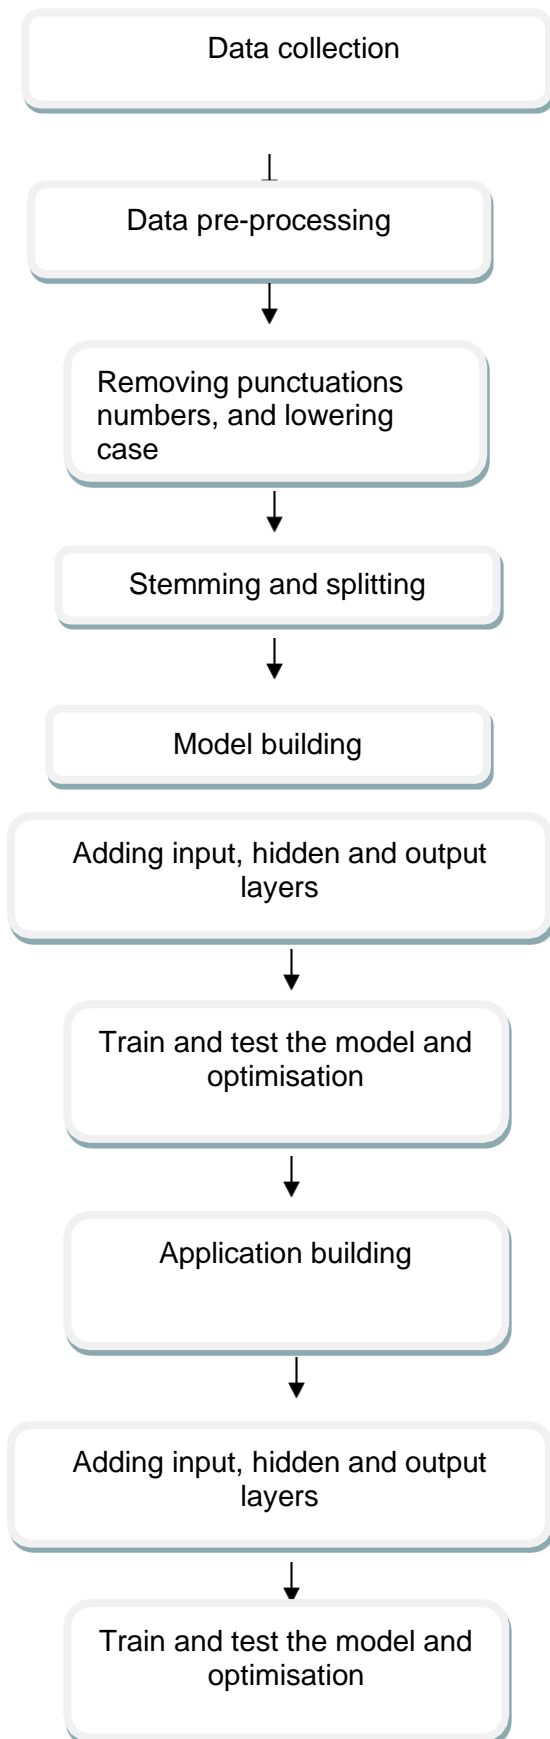 Data collection
Data pre-processing
Removing punctuations
numbers, and lowering
case
Stemming and splitting
Model building
Adding input, hidden and output
layers
Train and test the model and
optimisation
Application building
Adding input, hidden and output
layers
Train and test the model and
optimisation